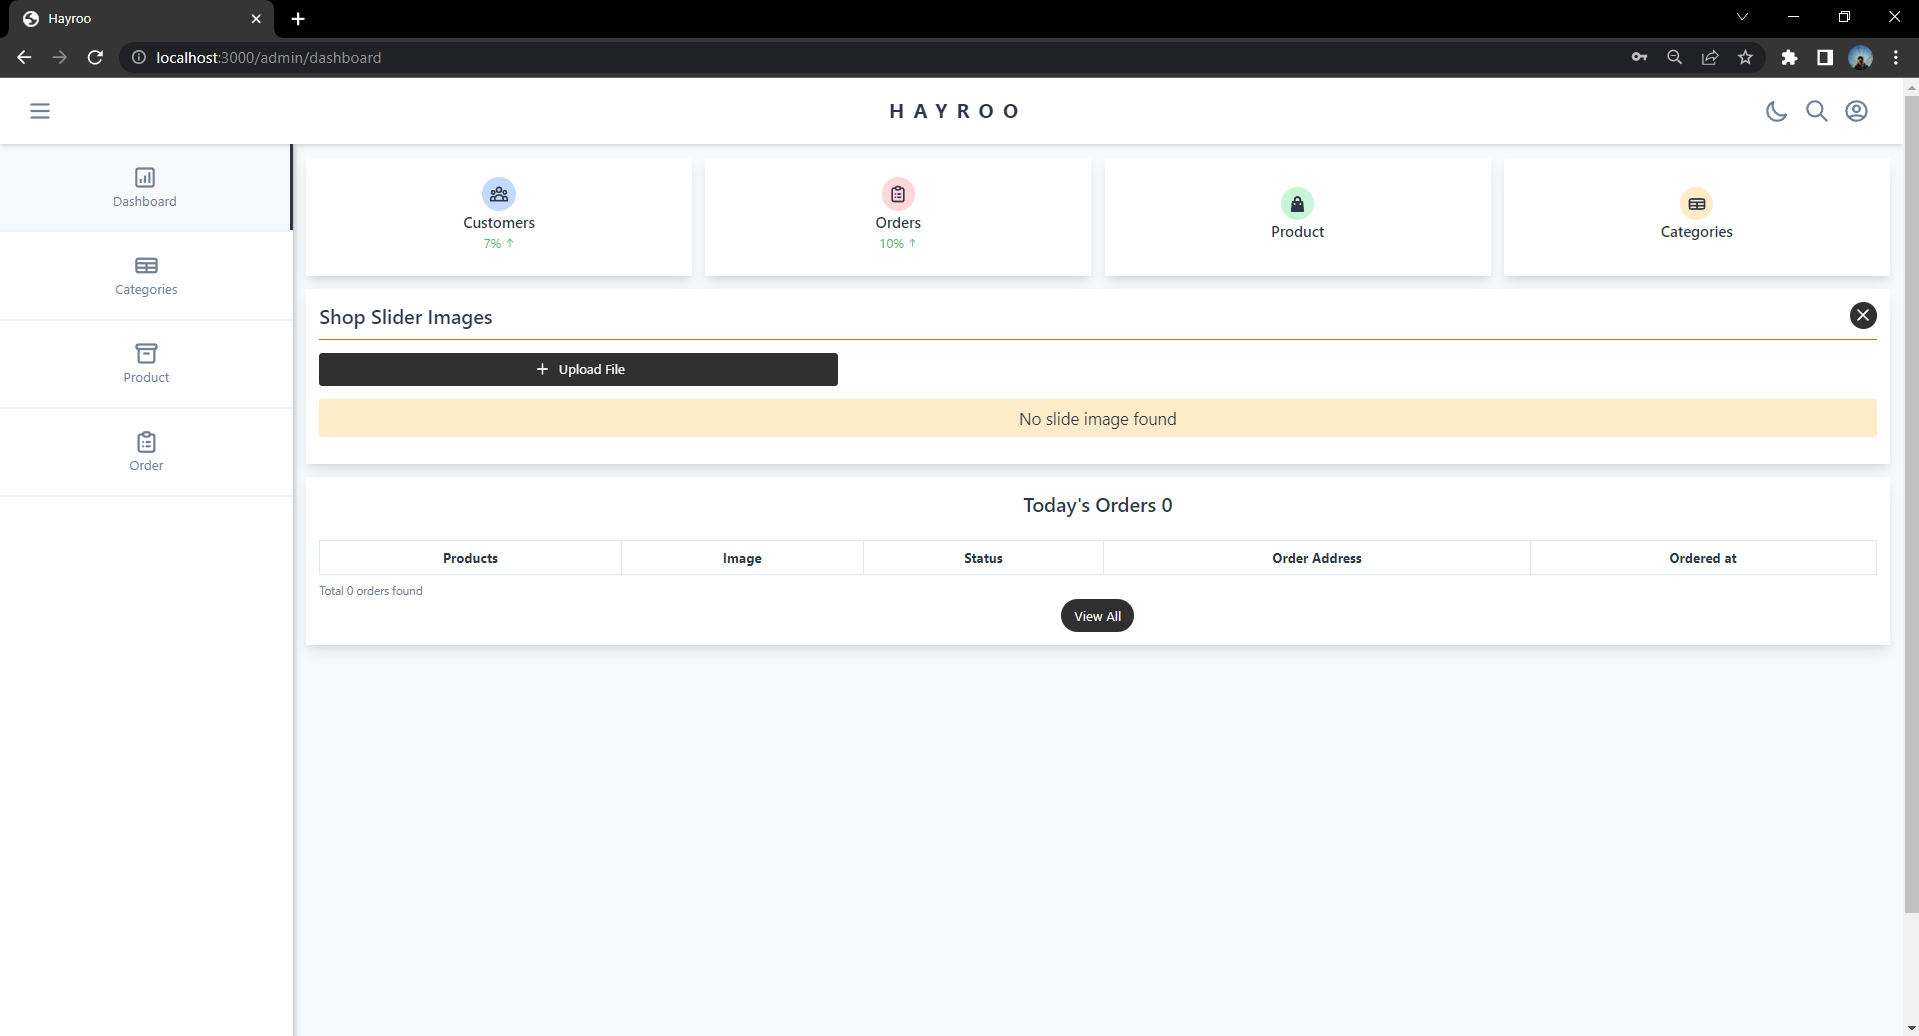 Hayroo
localhost:3000/admin/dashboard
HAYROO
Dashboard
Categories
Product
Order
Customers
7% ↑
Orders
10% ↑
Product
Categories
Shop Slider Images
+ Upload File
No slide image found
Today's Orders 0
Products Image Status Order Address Ordered at
Total 0 orders found
View All